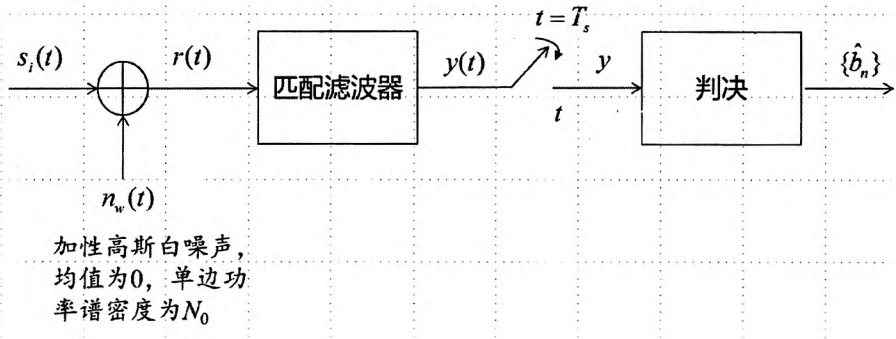 t = T_s
s_i(t)
r(t)
匹配滤波器
y(t)
y
t
判决
{b̂_n}
n_w(t)
加性高斯白噪声，
均值为0，单边功
率谱密度为N_0